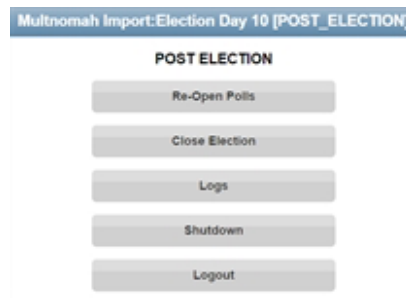 Multnomah Import:Election Day 10 [POST_ELECTION]
POST ELECTION
Re-Open Polls
Close Election
Logs
Shutdown
Logout